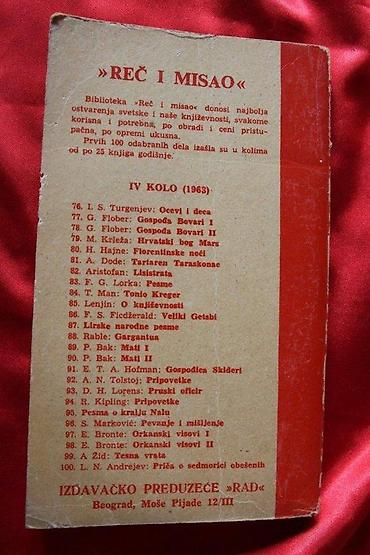 »REČ I MISAO«
Biblioteka »Reč i misao« donosi najbolja
ostvarenja svetske i naše književnosti, svakome
korisna i potrebna, po obradi i ceni pristu-
pačna, po opremi ukusna.
Prvih 100 odabranih dela izašla su u kolima
od po 25 knjiga godišnje.
IV KOLO (1963)
76. I. S. Turgenjev: Ocevi i deca
77. G. Flober: Gospođa Bovari I
78. G. Flober: Gospođa Bovari II
79. M. Krleža: Hrvatski bog Mars
80. H. Hajne: Florentinske noći
81. A. Dode: Tartaren Taraskonac
82. Aristofan: Lisistrata
83. F. G. Lorka: Pesme
84. T. Man: Tonio Kreger
85. Lenjin: O književnosti
86. F. S. Ficdžerald: Veliki Getsbi
87. Lirske narodne pesme
88. Rable: Gargantua
89. P. Bak: Mati I
90. P. Bak: Mati II
91. E. T. A. Hofman: Gospođica Skideri
92. A. N. Tolstoj: Pripovetke
93. D. H. Lorens: Pruski oficir
94. R. Kipling: Pripovetke
95. Pesma o kralju Nalu
96. S. Marković: Pevanje i mišljenje
97. E. Bronte: Orkanski visovi I
98. E. Bronte: Orkanski visovi II
99. A Žid: Tesna vrata
100. L. N. Andrejev: Priča o sedmorici obešenih
IZDAVAČKO PREDUZEĆE »RAD«
Beograd, Moše Pijade 12/III